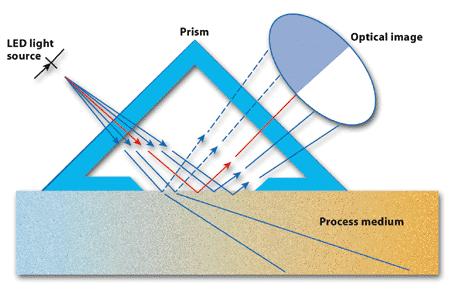 Prism
Optical image
LED light
source
Process medium